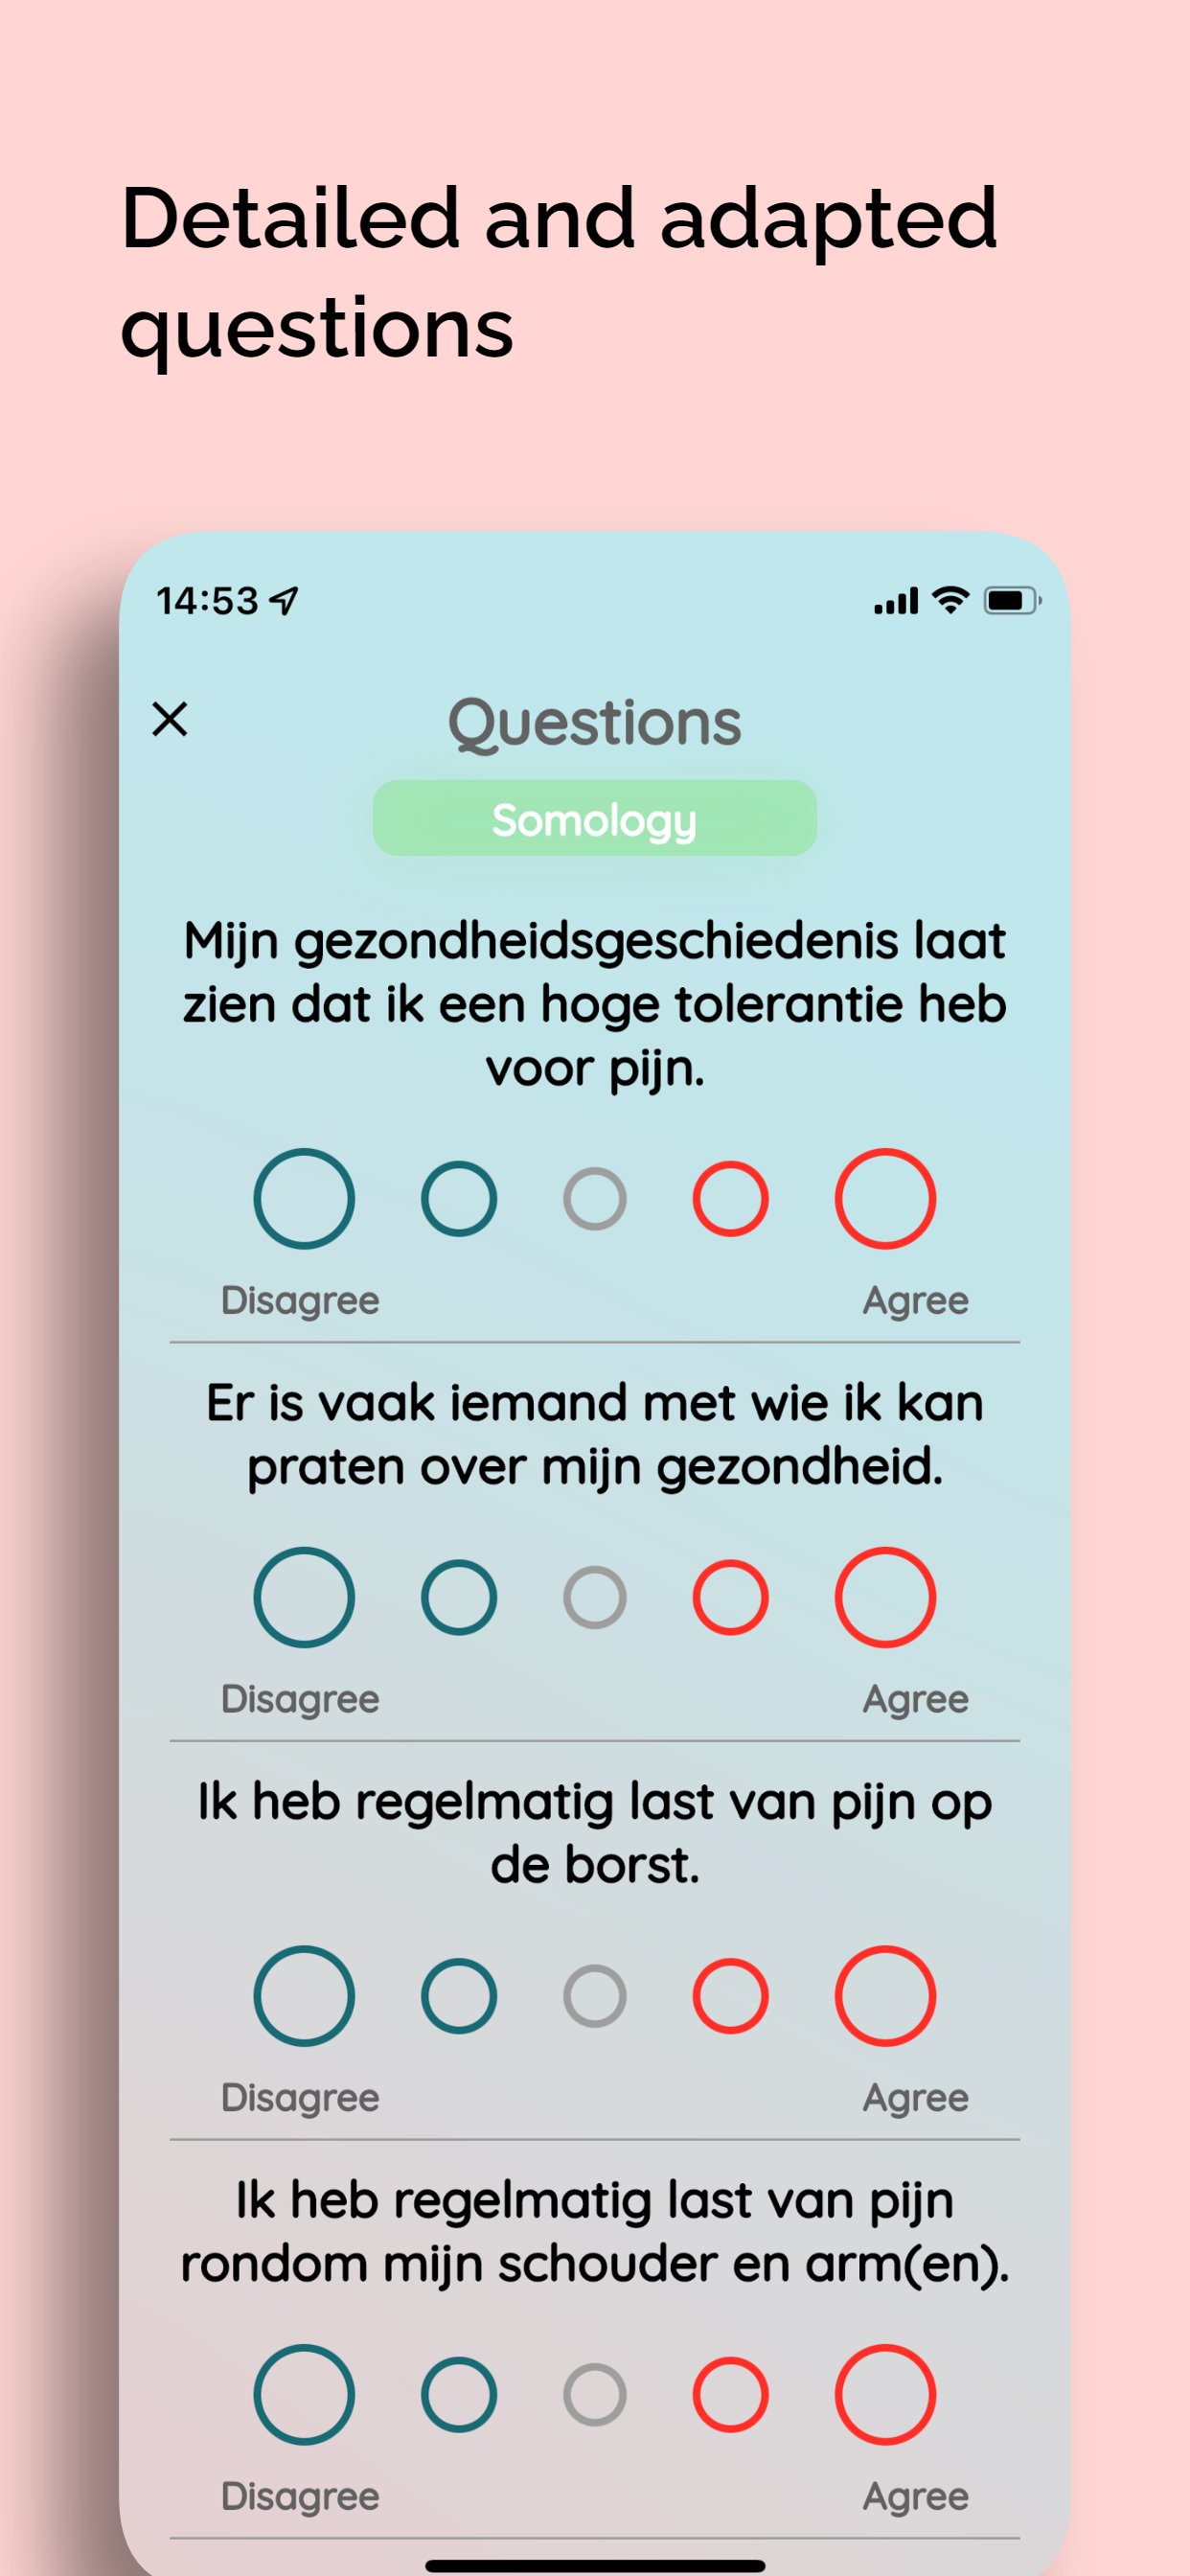 Detailed and adapted
questions
14:53
Questions
Somology
Mijn gezondheidsgeschiedenis laat
zien dat ik een hoge tolerantie heb
voor pijn.
Disagree Agree
Er is vaak iemand met wie ik kan
praten over mijn gezondheid.
Disagree Agree
Ik heb regelmatig last van pijn op
de borst.
Disagree Agree
Ik heb regelmatig last van pijn
rondom mijn schouder en arm(en).
Disagree Agree